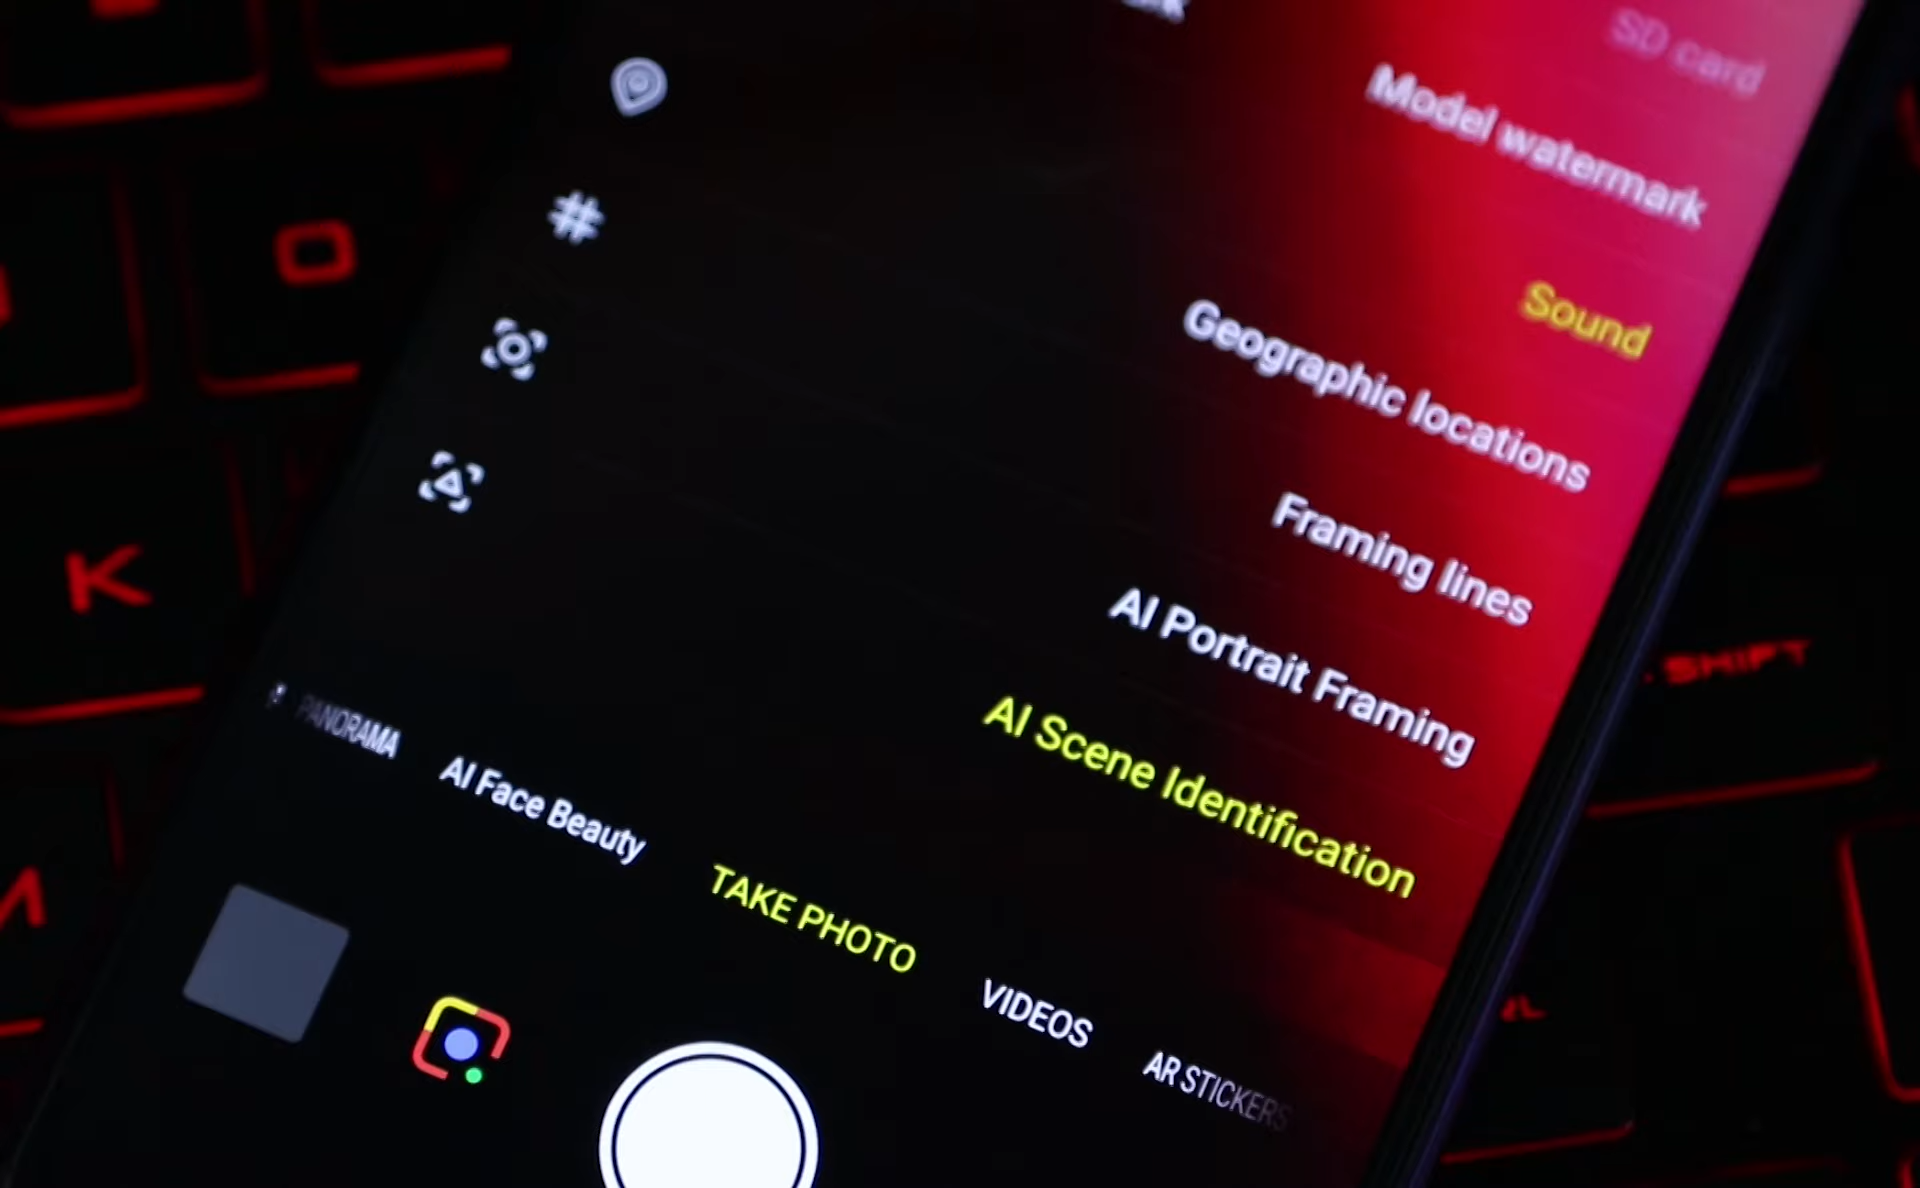 SD card
Model watermark
Sound
Geographic locations
Framing lines
AI Portrait Framing
AI Scene Identification
PANORAMA
AI Face Beauty
TAKE PHOTO
VIDEOS
AR STICKERS
O
K
SHIFT